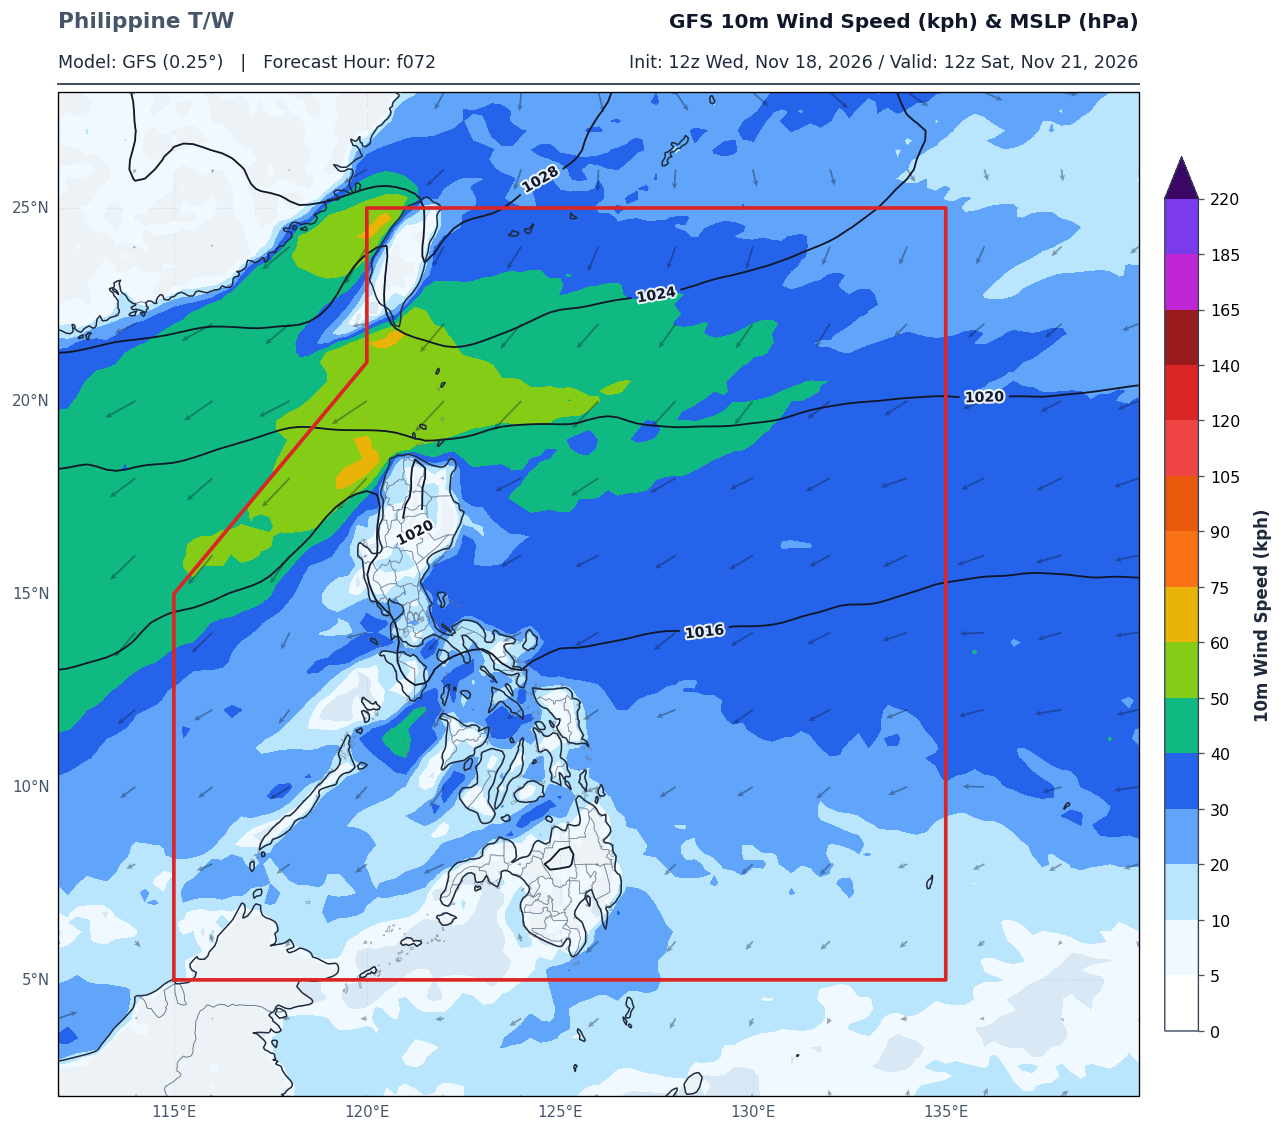 Philippine T/W
GFS 10m Wind Speed (kph) & MSLP (hPa)
Model: GFS (0.25°) | Forecast Hour: f072
Init: 12z Wed, Nov 18, 2026 / Valid: 12z Sat, Nov 21, 2026
1028
1024
1020
1020
1016
25°N
20°N
15°N
10°N
5°N
115°E
120°E
125°E
130°E
135°E
220
185
165
140
120
105
90
75
60
50
40
30
20
10
5
0
10m Wind Speed (kph)